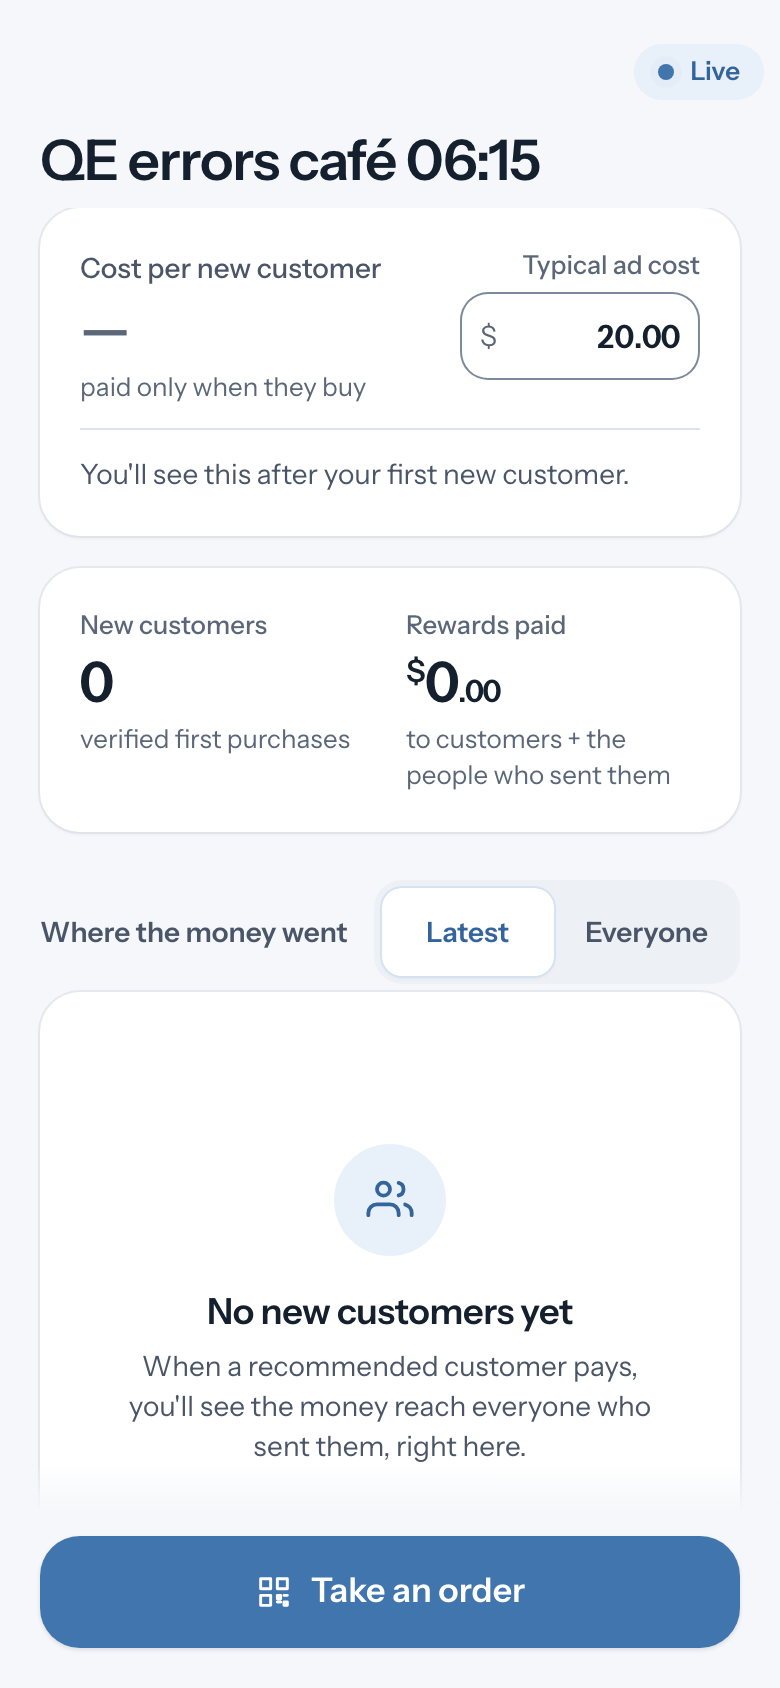 Live
QE errors café 06:15
Cost per new customer
—
paid only when they buy
Typical ad cost
$ 20.00
You'll see this after your first new customer.
New customers
0
verified first purchases
Rewards paid
$0.00
to customers + the
people who sent them
Where the money went
Latest
Everyone
No new customers yet
When a recommended customer pays,
you'll see the money reach everyone who
sent them, right here.
Take an order